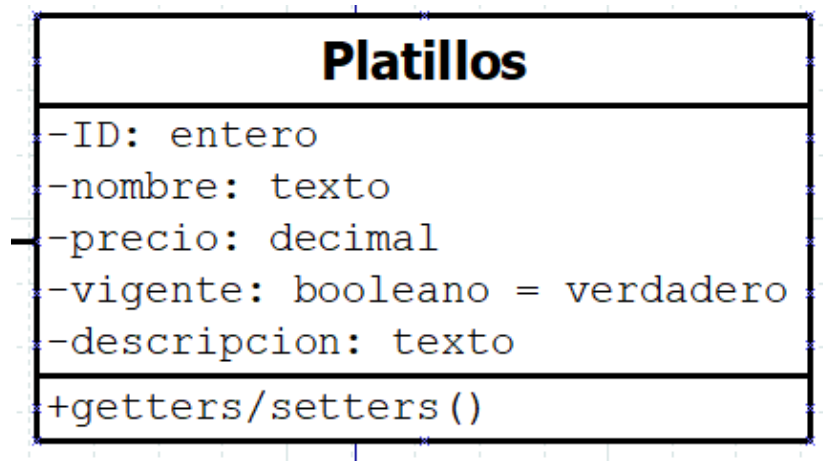 Platillos
-ID: entero
-nombre: texto
-precio: decimal
-vigente: booleano = verdadero
-descripcion: texto
+getters/setters()